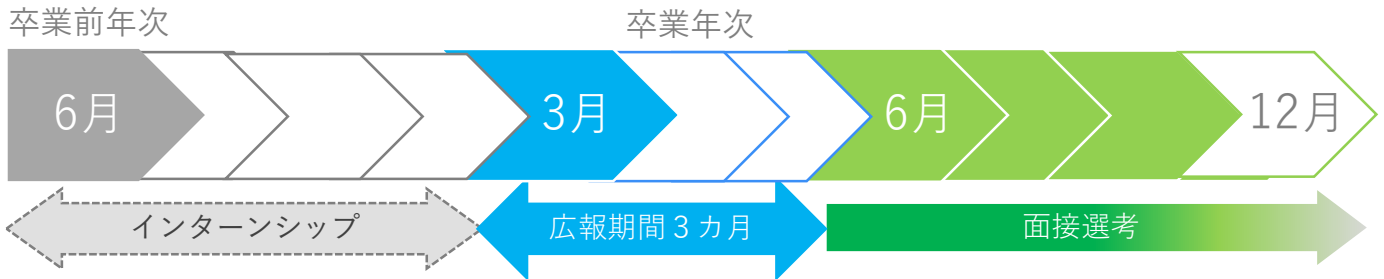 卒業前年次
卒業年次
6月
3月
6月
12月
インターンシップ
広報期間３カ月
面接選考